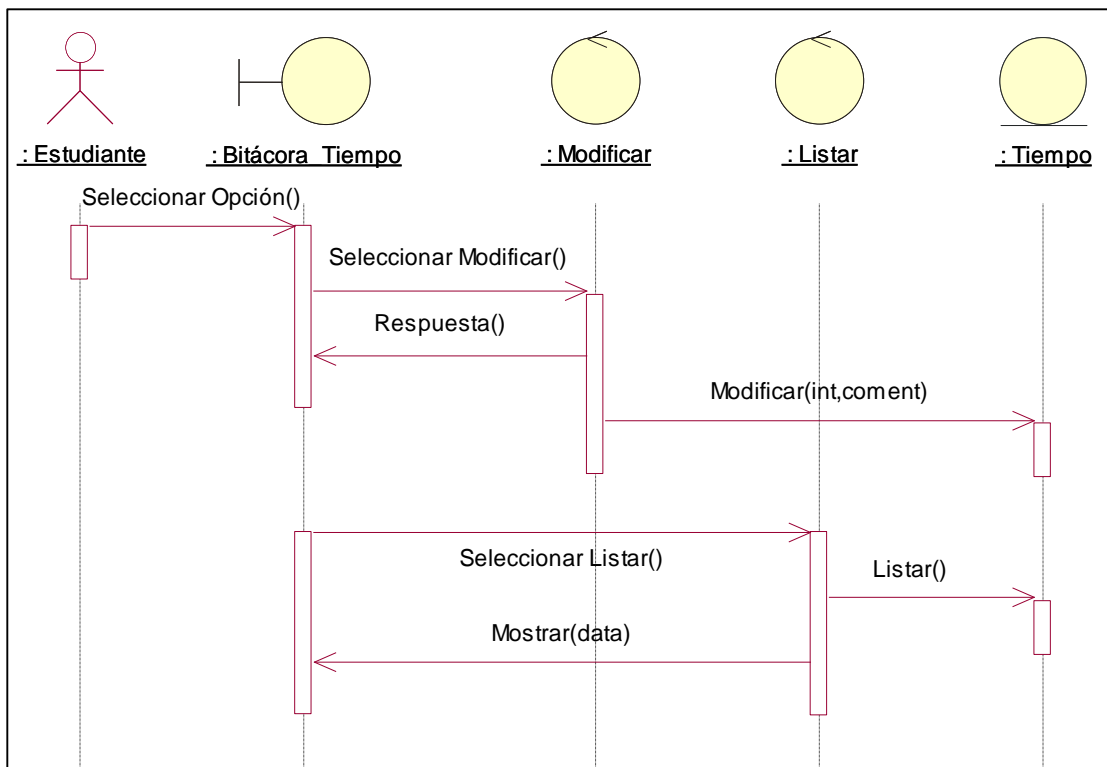 : Estudiante
: Bitácora_Tiempo
: Modificar
: Listar
: Tiempo
Seleccionar Opción()
Seleccionar Modificar()
Respuesta()
Modificar(int,coment)
Seleccionar Listar()
Listar()
Mostrar(data)